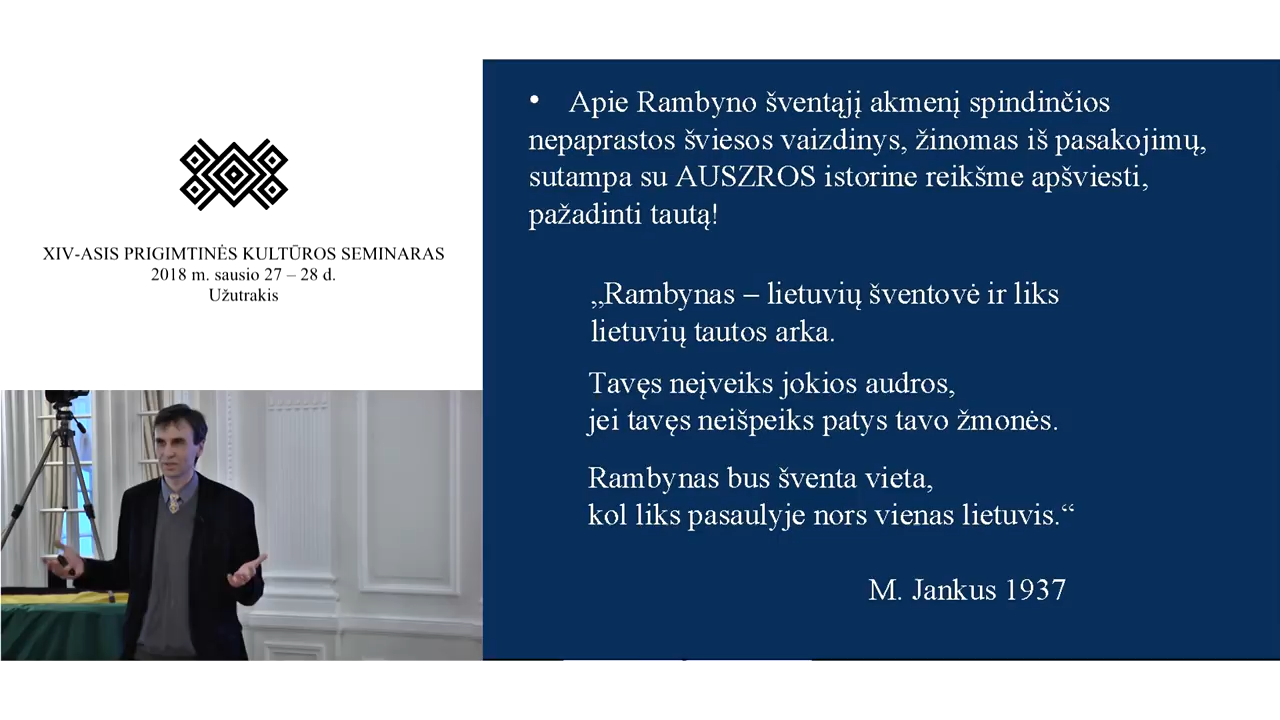 XIV-ASIS PRIGIMTINĖS KULTŪROS SEMINARAS
2018 m. sausio 27 – 28 d.
Užutrakis
• Apie Rambyno šventąjį akmenį spindinčios
nepaprastos šviesos vaizdinys, žinomas iš pasakojimų,
sutampa su AUSZROS istorine reikšme apšviesti,
pažadinti tautą!
„Rambynas – lietuvių šventovė ir liks
lietuvių tautos arka.
Tavęs neįveiks jokios audros,
jei tavęs neišpeiks patys tavo žmonės.
Rambynas bus šventa vieta,
kol liks pasaulyje nors vienas lietuvis.“
M. Jankus 1937